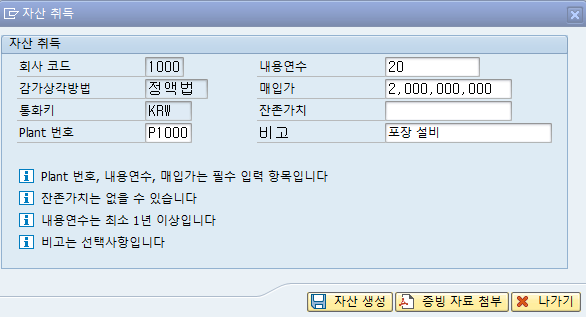 자산 취득
자산 취득
회사 코드 1000 내용연수 20
감가상각방법 정액법 매입가 2,000,000,000
통화키 KRW 잔존가치
Plant 번호 P1000 비고 포장 설비
Plant 번호, 내용연수, 매입가는 필수 입력 항목입니다
잔존가치는 없을 수 있습니다
내용연수는 최소 1년 이상입니다
비고는 선택사항입니다
자산 생성 증빙 자료 첨부 나가기